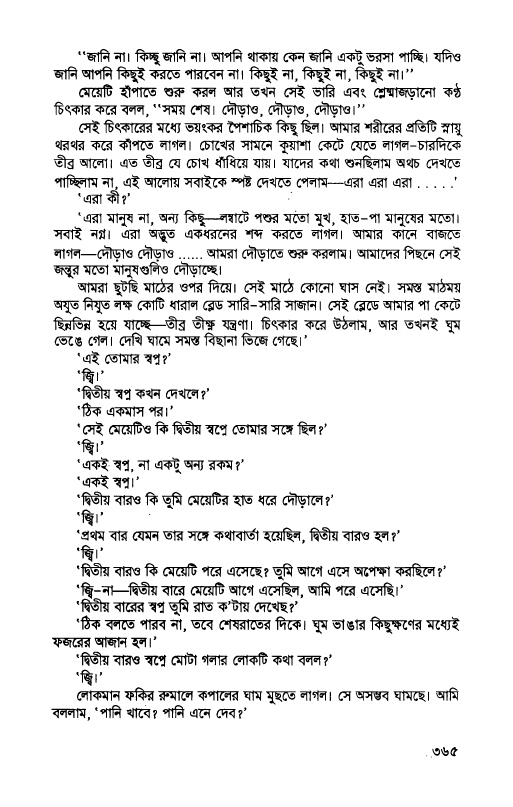 ‘‘জানি না। কিচ্ছু জানি না। আপনি থাকায় কেন জানি একটু ভরসা পাচ্ছি। যদিও
জানি আপনি কিছুই করতে পারবেন না। কিছুই না, কিছুই না, কিছুই না।’’
মেয়েটি হাঁপাতে শুরু করল আর তখন সেই ভারি এবং শ্লেষ্মাজড়ানো কণ্ঠ
চিৎকার করে বলল, ‘‘সময় শেষ। দৌড়াও, দৌড়াও, দৌড়াও।’’
সেই চিৎকারের মধ্যে ভয়ংকর পৈশাচিক কিছু ছিল। আমার শরীরের প্রতিটি স্নায়ু
থরথর করে কাঁপতে লাগল। চোখের সামনে কুয়াশা কেটে যেতে লাগল–চারদিকে
তীব্র আলো। এত তীব্র যে চোখ ধাঁধিয়ে যায়। যাদের কথা শুনছিলাম অথচ দেখতে
পাচ্ছিলাম না, এই আলোয় সবাইকে স্পষ্ট দেখতে পেলাম—এরা এরা এরা . . . . .’
‘এরা কী?’
‘এরা মানুষ না, অন্য কিছু—লম্বাটে পশুর মতো মুখ, হাত-পা মানুষের মতো।
সবাই নগ্ন। এরা অদ্ভুত একধরনের শব্দ করতে লাগল। আমার কানে বাজতে
লাগল—দৌড়াও দৌড়াও ...... আমরা দৌড়াতে শুরু করলাম। আমাদের পিছনে সেই
জন্তুর মতো মানুষগুলিও দৌড়াচ্ছে।
আমরা ছুটছি মাঠের ওপর দিয়ে। সেই মাঠে কোনো ঘাস নেই। সমস্ত মাঠময়
অযুত নিযুত লক্ষ কোটি ধারাল ব্লেড সারি-সারি সাজান। সেই ব্লেডে আমার পা কেটে
ছিন্নভিন্ন হয়ে যাচ্ছে—তীব্র তীক্ষ্ণ যন্ত্রণা। চিৎকার করে উঠলাম, আর তখনই ঘুম
ভেঙে গেল। দেখি ঘামে সমস্ত বিছানা ভিজে গেছে।’
‘এই তোমার স্বপ্ন?’
‘জ্বি।’
‘দ্বিতীয় স্বপ্ন কখন দেখলে?’
‘ঠিক একমাস পর।’
‘সেই মেয়েটিও কি দ্বিতীয় স্বপ্নে তোমার সঙ্গে ছিল?’
‘জ্বি।’
‘একই স্বপ্ন, না একটু অন্য রকম?’
‘একই স্বপ্ন।’
‘দ্বিতীয় বারও কি তুমি মেয়েটির হাত ধরে দৌড়ালে?’
‘জ্বি।’
‘প্রথম বার যেমন তার সঙ্গে কথাবার্তা হয়েছিল, দ্বিতীয় বারও হল?’
‘জ্বি।’
‘দ্বিতীয় বারও কি মেয়েটি পরে এসেছে? তুমি আগে এসে অপেক্ষা করছিলে?’
‘জ্বি-না—দ্বিতীয় বারে মেয়েটি আগে এসেছিল, আমি পরে এসেছি।’
‘দ্বিতীয় বারের স্বপ্ন তুমি রাত ক’টায় দেখেছ?’
‘ঠিক বলতে পারব না, তবে শেষরাতের দিকে। ঘুম ভাঙার কিছুক্ষণের মধ্যেই
ফজরের আজান হল।’
‘দ্বিতীয় বারও স্বপ্নে মোটা গলার লোকটি কথা বলল?’
‘জ্বি।’
লোকমান ফকির রুমালে কপালের ঘাম মুছতে লাগল। সে অসম্ভব ঘামছে। আমি
বললাম, ‘পানি খাবে? পানি এনে দেব?’
৩৬৫